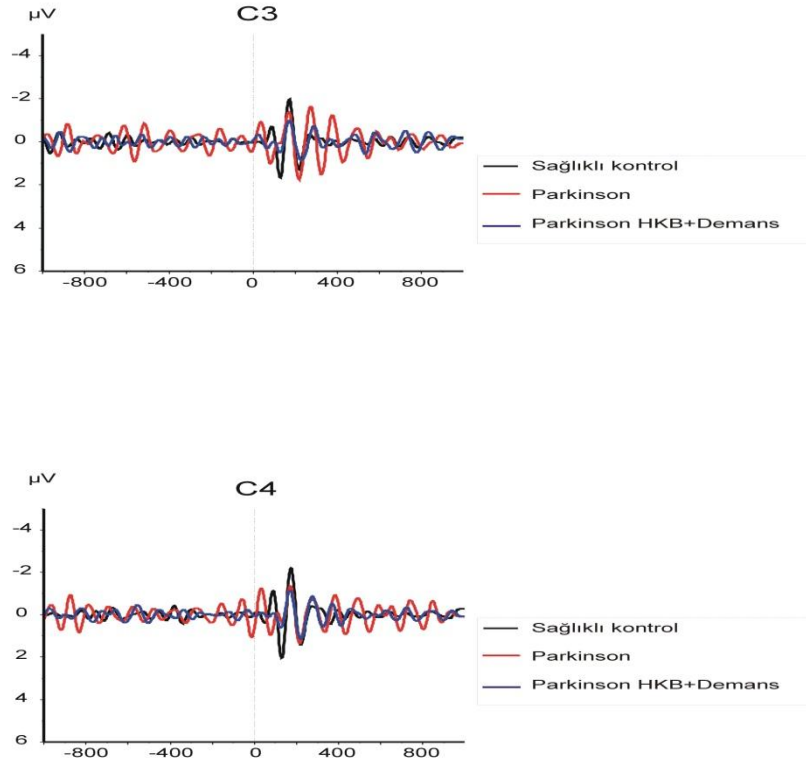 µV
C3
-4
-2
0
2
4
6
-800
-400
0
400
800
Sağlıklı kontrol
Parkinson
Parkinson HKB+Demans
µV
C4
-4
-2
0
2
4
6
-800
-400
0
400
800
Sağlıklı kontrol
Parkinson
Parkinson HKB+Demans